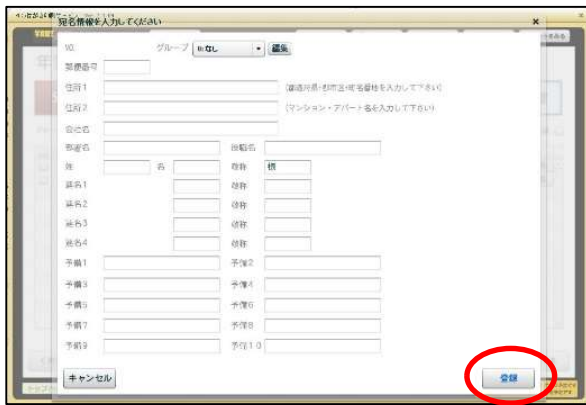 宛名情報を入力してください ×
グループ 0:なし 編集
郵便番号
住所1 (都道府県・郡市区・町名番地を入力して下さい)
住所2 (マンション・アパート名を入力して下さい)
会社名
部署名 役職名
姓 名 敬称 様
連名1 敬称
連名2 敬称
連名3 敬称
連名4 敬称
予備1 予備2
予備3 予備4
予備5 予備6
予備7 予備8
予備9 予備10
キャンセル 登録